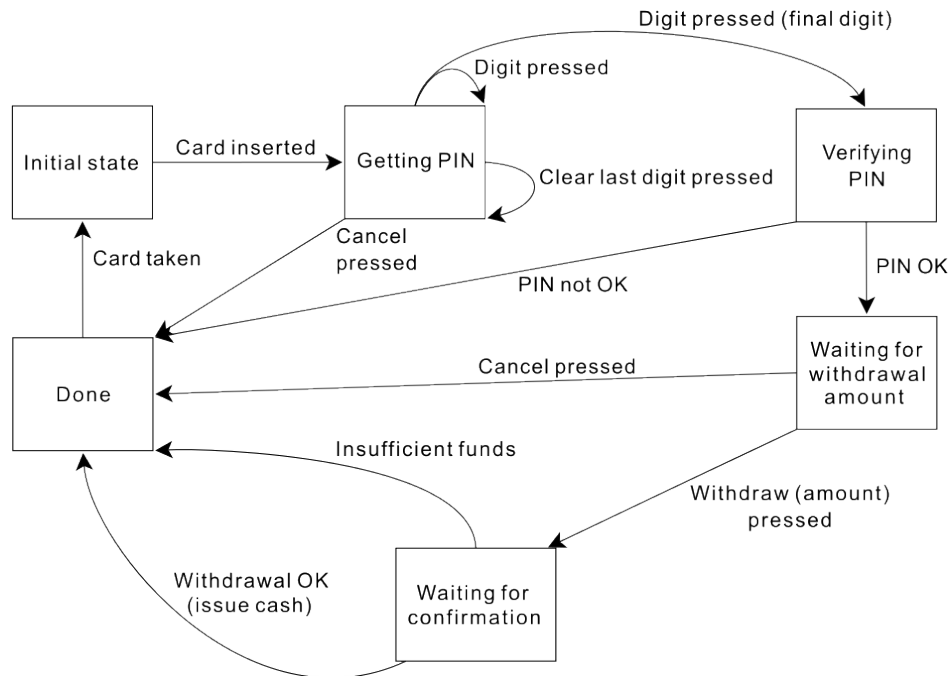 Digit pressed (final digit)
Digit pressed
Initial state
Card inserted
Getting PIN
Clear last digit pressed
Verifying
PIN
Card taken
Cancel
pressed
PIN not OK
PIN OK
Done
Cancel pressed
Waiting for
withdrawal
amount
Insufficient funds
Withdraw (amount)
pressed
Withdrawal OK
(issue cash)
Waiting for
confirmation